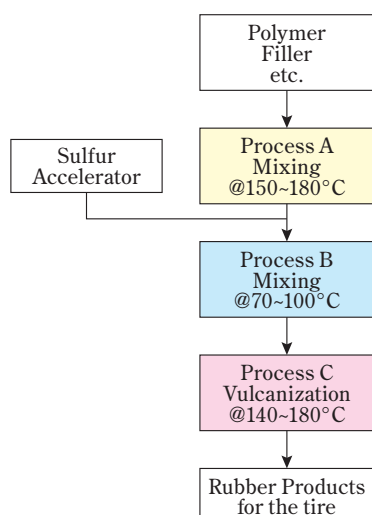 Polymer
Filler
etc.
Process A
Mixing
@150~180°C
Sulfur
Accelerator
Process B
Mixing
@70~100°C
Process C
Vulcanization
@140~180°C
Rubber Products
for the tire